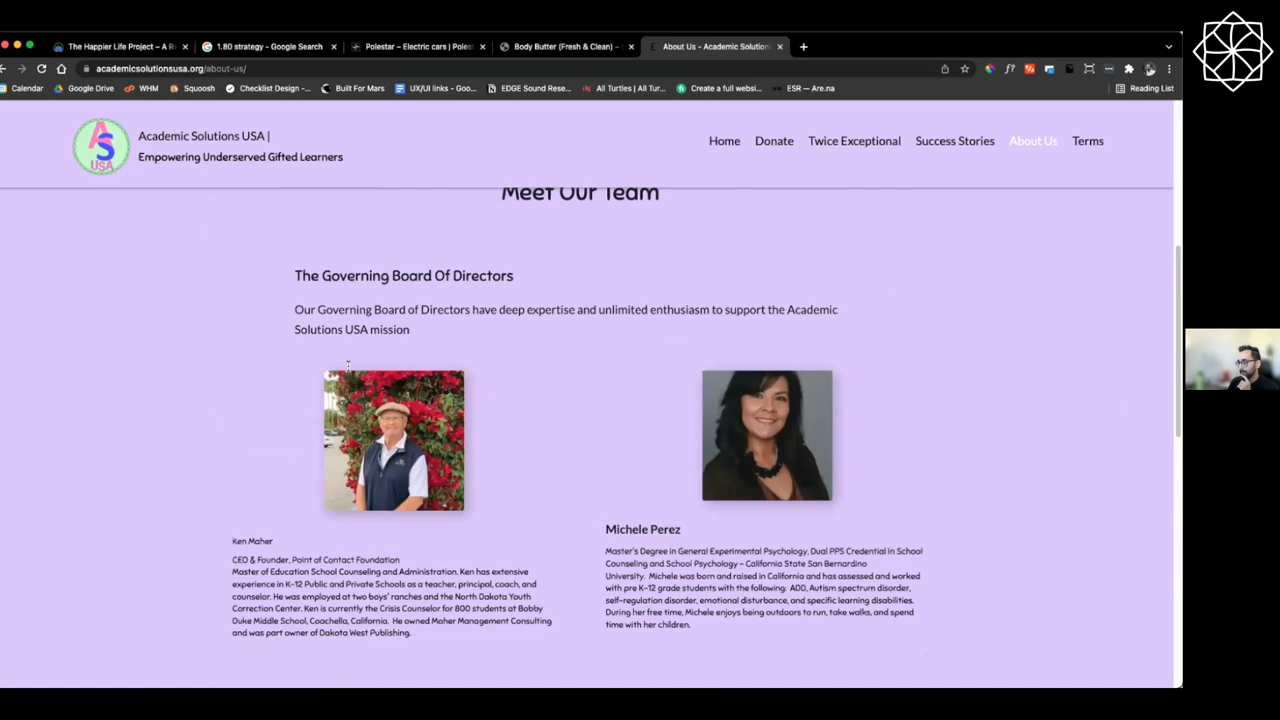 The Happier Life Project – A Re
1.80 strategy - Google Search
Polestar – Electric cars | Poles
Body Butter (Fresh & Clean) –
About Us - Academic Solutions
academicsolutionsusa.org/about-us/
Calendar
Google Drive
WHM
Squoosh
Checklist Design -...
Built For Mars
UX/UI links - Goo...
EDGE Sound Rese...
All Turtles | All Tur...
Create a full websi...
ESR — Are.na
Reading List
A
S
USA
Academic Solutions USA |
Empowering Underserved Gifted Learners
Home
Donate
Twice Exceptional
Success Stories
About Us
Terms
Meet Our Team
The Governing Board Of Directors
Our Governing Board of Directors have deep expertise and unlimited enthusiasm to support the Academic
Solutions USA mission
Ken Maher
CEO & Founder, Point of Contact Foundation
Master of Education School Counseling and Administration. Ken has extensive
experience in K-12 Public and Private Schools as a teacher, principal, coach, and
counselor. He was employed at two boys' ranches and the North Dakota Youth
Correction Center. Ken is currently the Crisis Counselor for 800 students at Bobby
Duke Middle School, Coachella, California. He owned Maher Management Consulting
and was part owner of Dakota West Publishing.
Michele Perez
Master's Degree in General Experimental Psychology, Dual PPS Credential in School
Counseling and School Psychology – California State San Bernardino
University. Michele was born and raised in California and has assessed and worked
with pre K-12 grade students with the following: ADD, Autism spectrum disorder,
self-regulation disorder, emotional disturbance, and specific learning disabilities.
During her free time, Michele enjoys being outdoors to run, take walks, and spend
time with her children.